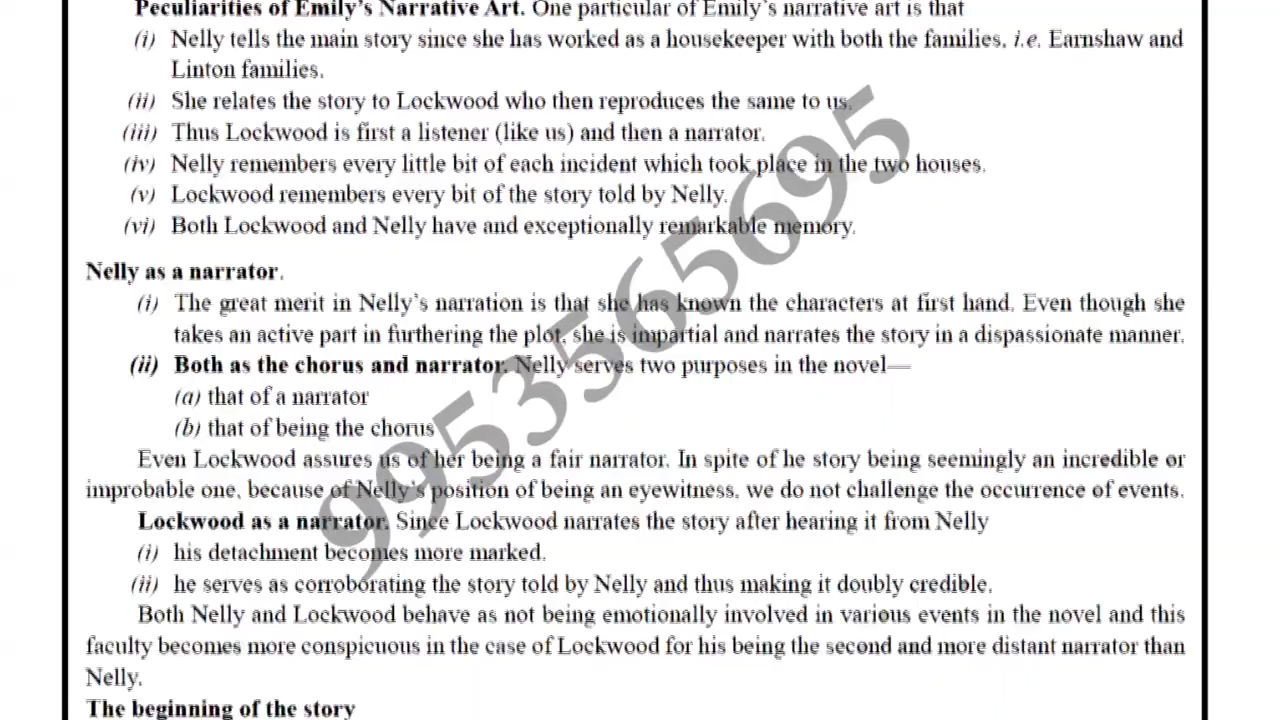 Peculiarities of Emily's Narrative Art. One particular of Emily's narrative art is that
(i) Nelly tells the main story since she has worked as a housekeeper with both the families, i.e. Earnshaw and
Linton families.
(ii) She relates the story to Lockwood who then reproduces the same to us.
(iii) Thus Lockwood is first a listener (like us) and then a narrator.
(iv) Nelly remembers every little bit of each incident which took place in the two houses.
(v) Lockwood remembers every bit of the story told by Nelly.
(vi) Both Lockwood and Nelly have and exceptionally remarkable memory.
Nelly as a narrator.
(i) The great merit in Nelly's narration is that she has known the characters at first hand. Even though she
takes an active part in furthering the plot, she is impartial and narrates the story in a dispassionate manner.
(ii) Both as the chorus and narrator. Nelly serves two purposes in the novel—
(a) that of a narrator
(b) that of being the chorus
Even Lockwood assures us of her being a fair narrator. In spite of he story being seemingly an incredible or
improbable one, because of Nelly's position of being an eyewitness, we do not challenge the occurrence of events.
Lockwood as a narrator. Since Lockwood narrates the story after hearing it from Nelly
(i) his detachment becomes more marked.
(ii) he serves as corroborating the story told by Nelly and thus making it doubly credible.
Both Nelly and Lockwood behave as not being emotionally involved in various events in the novel and this
faculty becomes more conspicuous in the case of Lockwood for his being the second and more distant narrator than
Nelly.
The beginning of the story
9953565695